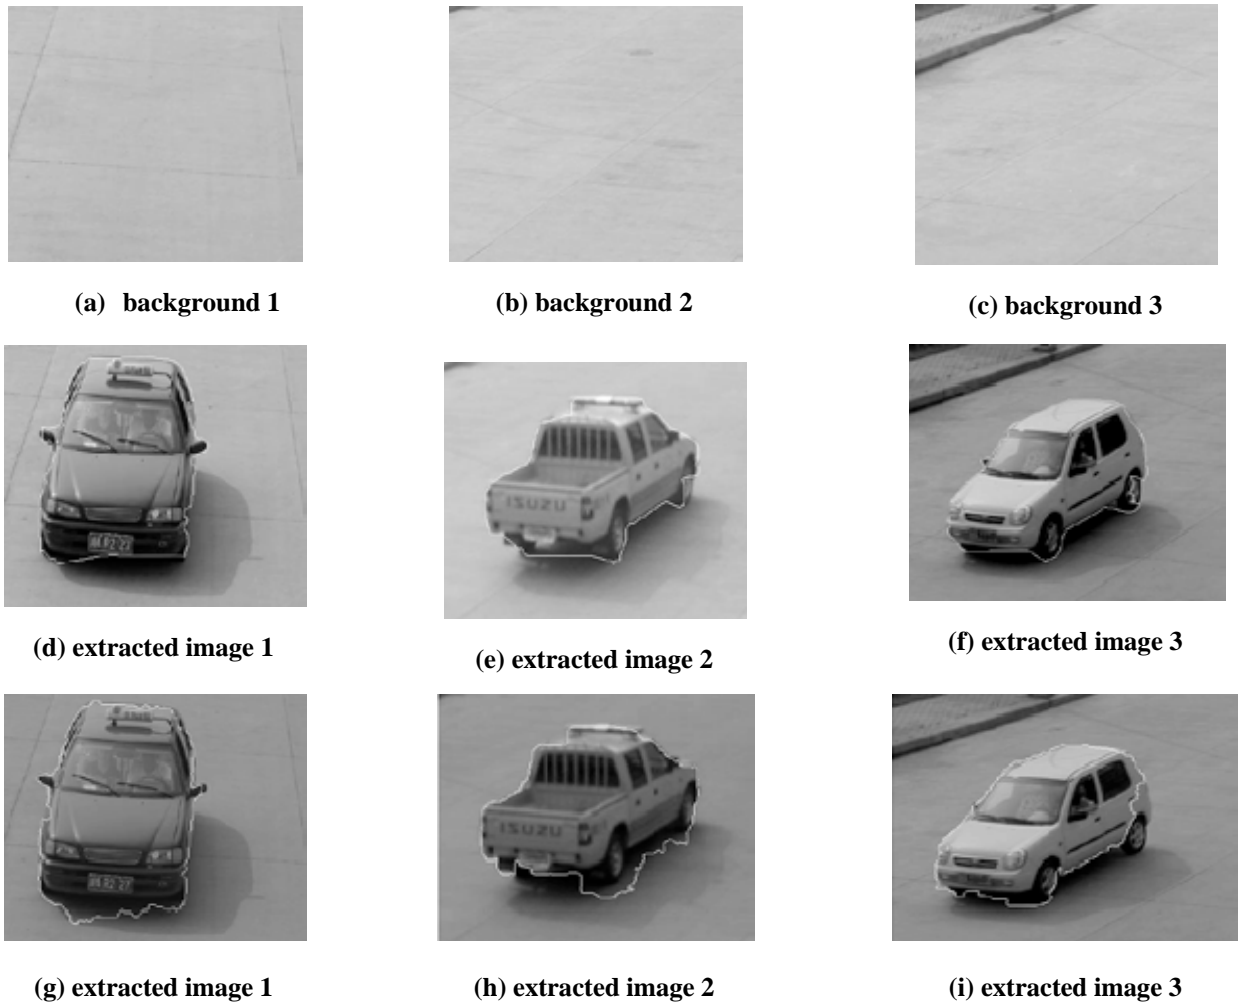 (a) background 1
(b) background 2
(c) background 3
(d) extracted image 1
(e) extracted image 2
(f) extracted image 3
ISUZU
(g) extracted image 1
(h) extracted image 2
(i) extracted image 3
ISUZU